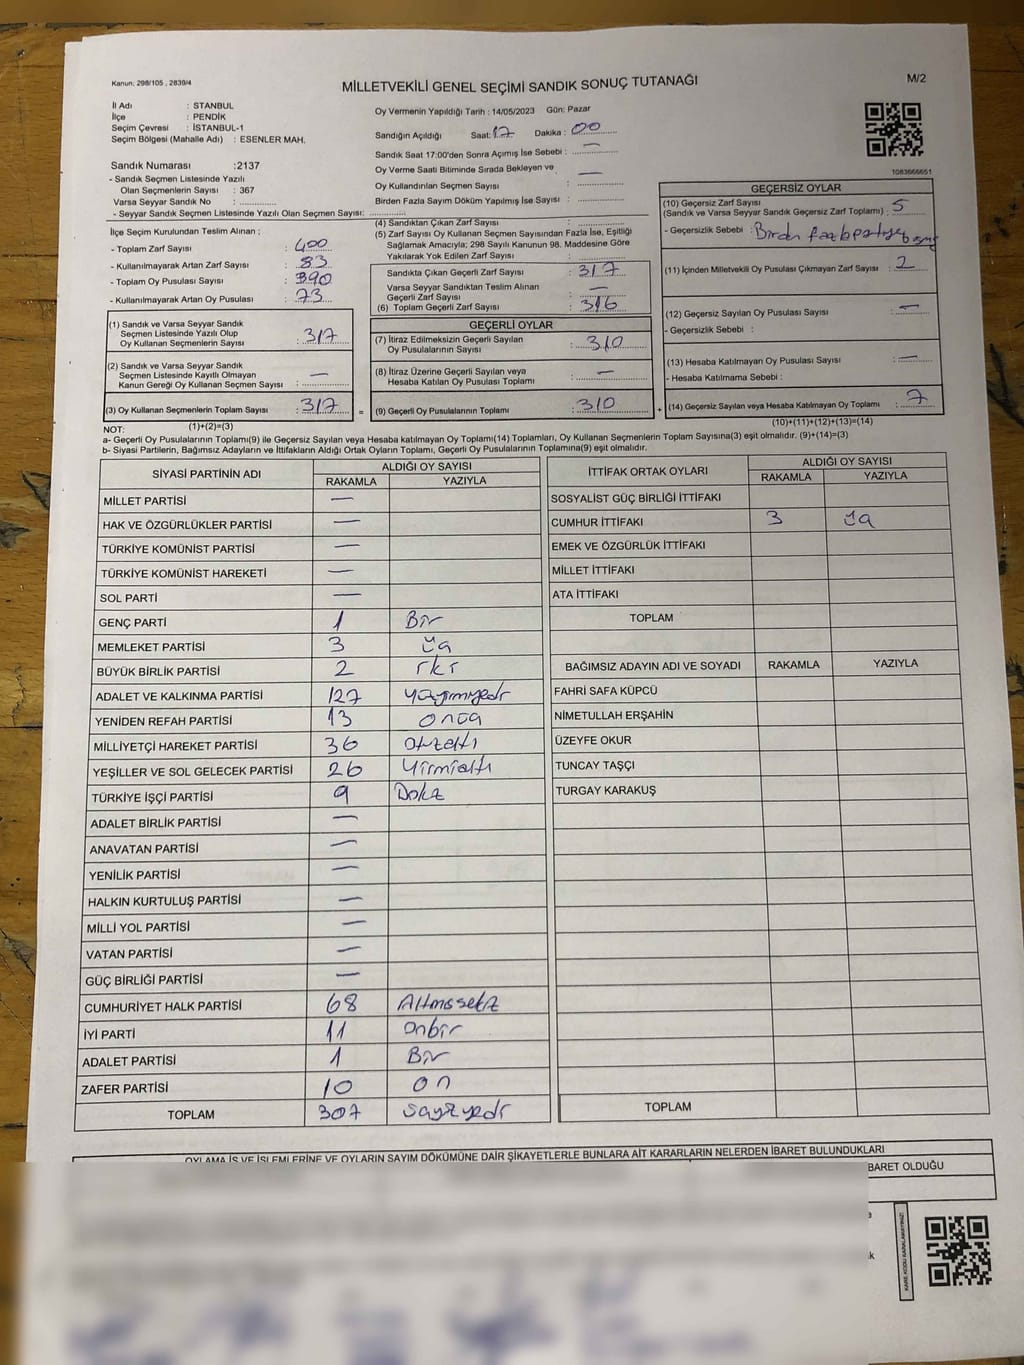 Kanun: 298/105 , 2839/4
MİLLETVEKİLİ GENEL SEÇİMİ SANDIK SONUÇ TUTANAĞI
M/2
İl Adı : STANBUL
İlçe : PENDİK
Seçim Çevresi : İSTANBUL-1
Seçim Bölgesi (Mahalle Adı) : ESENLER MAH.
Oy Vermenin Yapıldığı Tarih : 14/05/2023 Gün: Pazar
Sandığın Açıldığı Saat: 17 Dakika : 00
Sandık Saat 17:00'den Sonra Açımış İse Sebebi : —
Oy Verme Saati Bitiminde Sırada Bekleyen ve —
Oy Kullandırılan Seçmen Sayısı :
Birden Fazla Sayım Döküm Yapılmış İse Sayısı :
1083666651
Sandık Numarası :2137
- Sandık Seçmen Listesinde Yazılı
Olan Seçmenlerin Sayısı : 367
Varsa Seyyar Sandık No :
- Seyyar Sandık Seçmen Listesinde Yazılı Olan Seçmen Sayısı:
İlçe Seçim Kurulundan Teslim Alınan ;
- Toplam Zarf Sayısı : 400
- Kullanılmayarak Artan Zarf Sayısı : 83
- Toplam Oy Pusulası Sayısı : 390
- Kullanılmayarak Artan Oy Pusulası : 73
(1) Sandık ve Varsa Seyyar Sandık
Seçmen Listesinde Yazılı Olup
Oy Kullanan Seçmenlerin Sayısı : 317
(2) Sandık ve Varsa Seyyar Sandık
Seçmen Listesinde Kayıtlı Olmayan
Kanun Gereği Oy Kullanan Seçmen Sayısı : —
(3) Oy Kullanan Seçmenlerin Toplam Sayısı : 317 =
(4) Sandıktan Çıkan Zarf Sayısı :
(5) Zarf Sayısı Oy Kullanan Seçmen Sayısından Fazla İse, Eşitliği
Sağlamak Amacıyla; 298 Sayılı Kanunun 98. Maddesine Göre
Yakılarak Yok Edilen Zarf Sayısı :
Sandıkta Çıkan Geçerli Zarf Sayısı : 317
Varsa Seyyar Sandıktan Teslim Alınan
Geçerli Zarf Sayısı : —
(6) Toplam Geçerli Zarf Sayısı : 316
GEÇERLİ OYLAR
(7) İtiraz Edilmeksizin Geçerli Sayılan
Oy Pusulalarının Sayısı : 310
(8) İtiraz Üzerine Geçerli Sayılan veya
Hesaba Katılan Oy Pusulası Toplamı : —
(9) Geçerli Oy Pusulalarının Toplamı : 310 +
GEÇERSİZ OYLAR
(10) Geçersiz Zarf Sayısı
(Sandık ve Varsa Seyyar Sandık Geçersiz Zarf Toplamı) : 5
- Geçersizlik Sebebi : Birden fazla partiye
(11) İçinden Milletvekili Oy Pusulası Çıkmayan Zarf Sayısı : 2
(12) Geçersiz Sayılan Oy Pusulası Sayısı : —
- Geçersizlik Sebebi :
(13) Hesaba Katılmayan Oy Pusulası Sayısı : —
- Hesaba Katılmama Sebebi :
(14) Geçersiz Sayılan veya Hesaba Katılmayan Oy Toplamı : 7
NOT: (1)+(2)=(3) (10)+(11)+(12)+(13)=(14)
a- Geçerli Oy Pusulalarının Toplamı(9) ile Geçersiz Sayılan veya Hesaba katılmayan Oy Toplamı(14) Toplamları, Oy Kullanan Seçmenlerin Toplam Sayısına(3) eşit olmalıdır. (9)+(14)=(3)
b- Siyasi Partilerin, Bağımsız Adayların ve İttifakların Aldığı Ortak Oyların Toplamı, Geçerli Oy Pusulalarının Toplamına(9) eşit olmalıdır.
SİYASİ PARTİNİN ADI ALDIĞI OY SAYISI
RAKAMLA YAZIYLA
MİLLET PARTİSİ —
HAK VE ÖZGÜRLÜKLER PARTİSİ —
TÜRKİYE KOMÜNİST PARTİSİ —
TÜRKİYE KOMÜNİST HAREKETİ —
SOL PARTİ —
GENÇ PARTİ 1 Bir
MEMLEKET PARTİSİ 3 üç
BÜYÜK BİRLİK PARTİSİ 2 iki
ADALET VE KALKINMA PARTİSİ 127 yüzyirmiyedi
YENİDEN REFAH PARTİSİ 13 onüç
MİLLİYETÇİ HAREKET PARTİSİ 36 otuzaltı
YEŞİLLER VE SOL GELECEK PARTİSİ 26 Yirmialtı
TÜRKİYE İŞÇİ PARTİSİ 9 Dokuz
ADALET BİRLİK PARTİSİ —
ANAVATAN PARTİSİ —
YENİLİK PARTİSİ —
HALKIN KURTULUŞ PARTİSİ —
MİLLİ YOL PARTİSİ —
VATAN PARTİSİ —
GÜÇ BİRLİĞİ PARTİSİ —
CUMHURİYET HALK PARTİSİ 68 Altmışsekiz
İYİ PARTİ 11 onbir
ADALET PARTİSİ 1 Bir
ZAFER PARTİSİ 10 on
TOPLAM 307 üçyüzyedi
İTTİFAK ORTAK OYLARI ALDIĞI OY SAYISI
RAKAMLA YAZIYLA
SOSYALİST GÜÇ BİRLİĞİ İTTİFAKI
CUMHUR İTTİFAKI 3 üç
EMEK VE ÖZGÜRLÜK İTTİFAKI
MİLLET İTTİFAKI
ATA İTTİFAKI
TOPLAM
BAĞIMSIZ ADAYIN ADI VE SOYADI RAKAMLA YAZIYLA
FAHRİ SAFA KÜPCÜ
NİMETULLAH ERŞAHİN
ÜZEYFE OKUR
TUNCAY TAŞÇI
TURGAY KARAKUŞ
TOPLAM
OYLAMA İŞ VE İŞLEMLERİNE VE OYLARIN SAYIM DÖKÜMÜNE DAİR ŞİKAYETLERLE BUNLARA AİT KARARLARIN NELERDEN İBARET BULUNDUKLARI
BARET OLDUĞU
KARE KODU KARALAMAYINIZ!